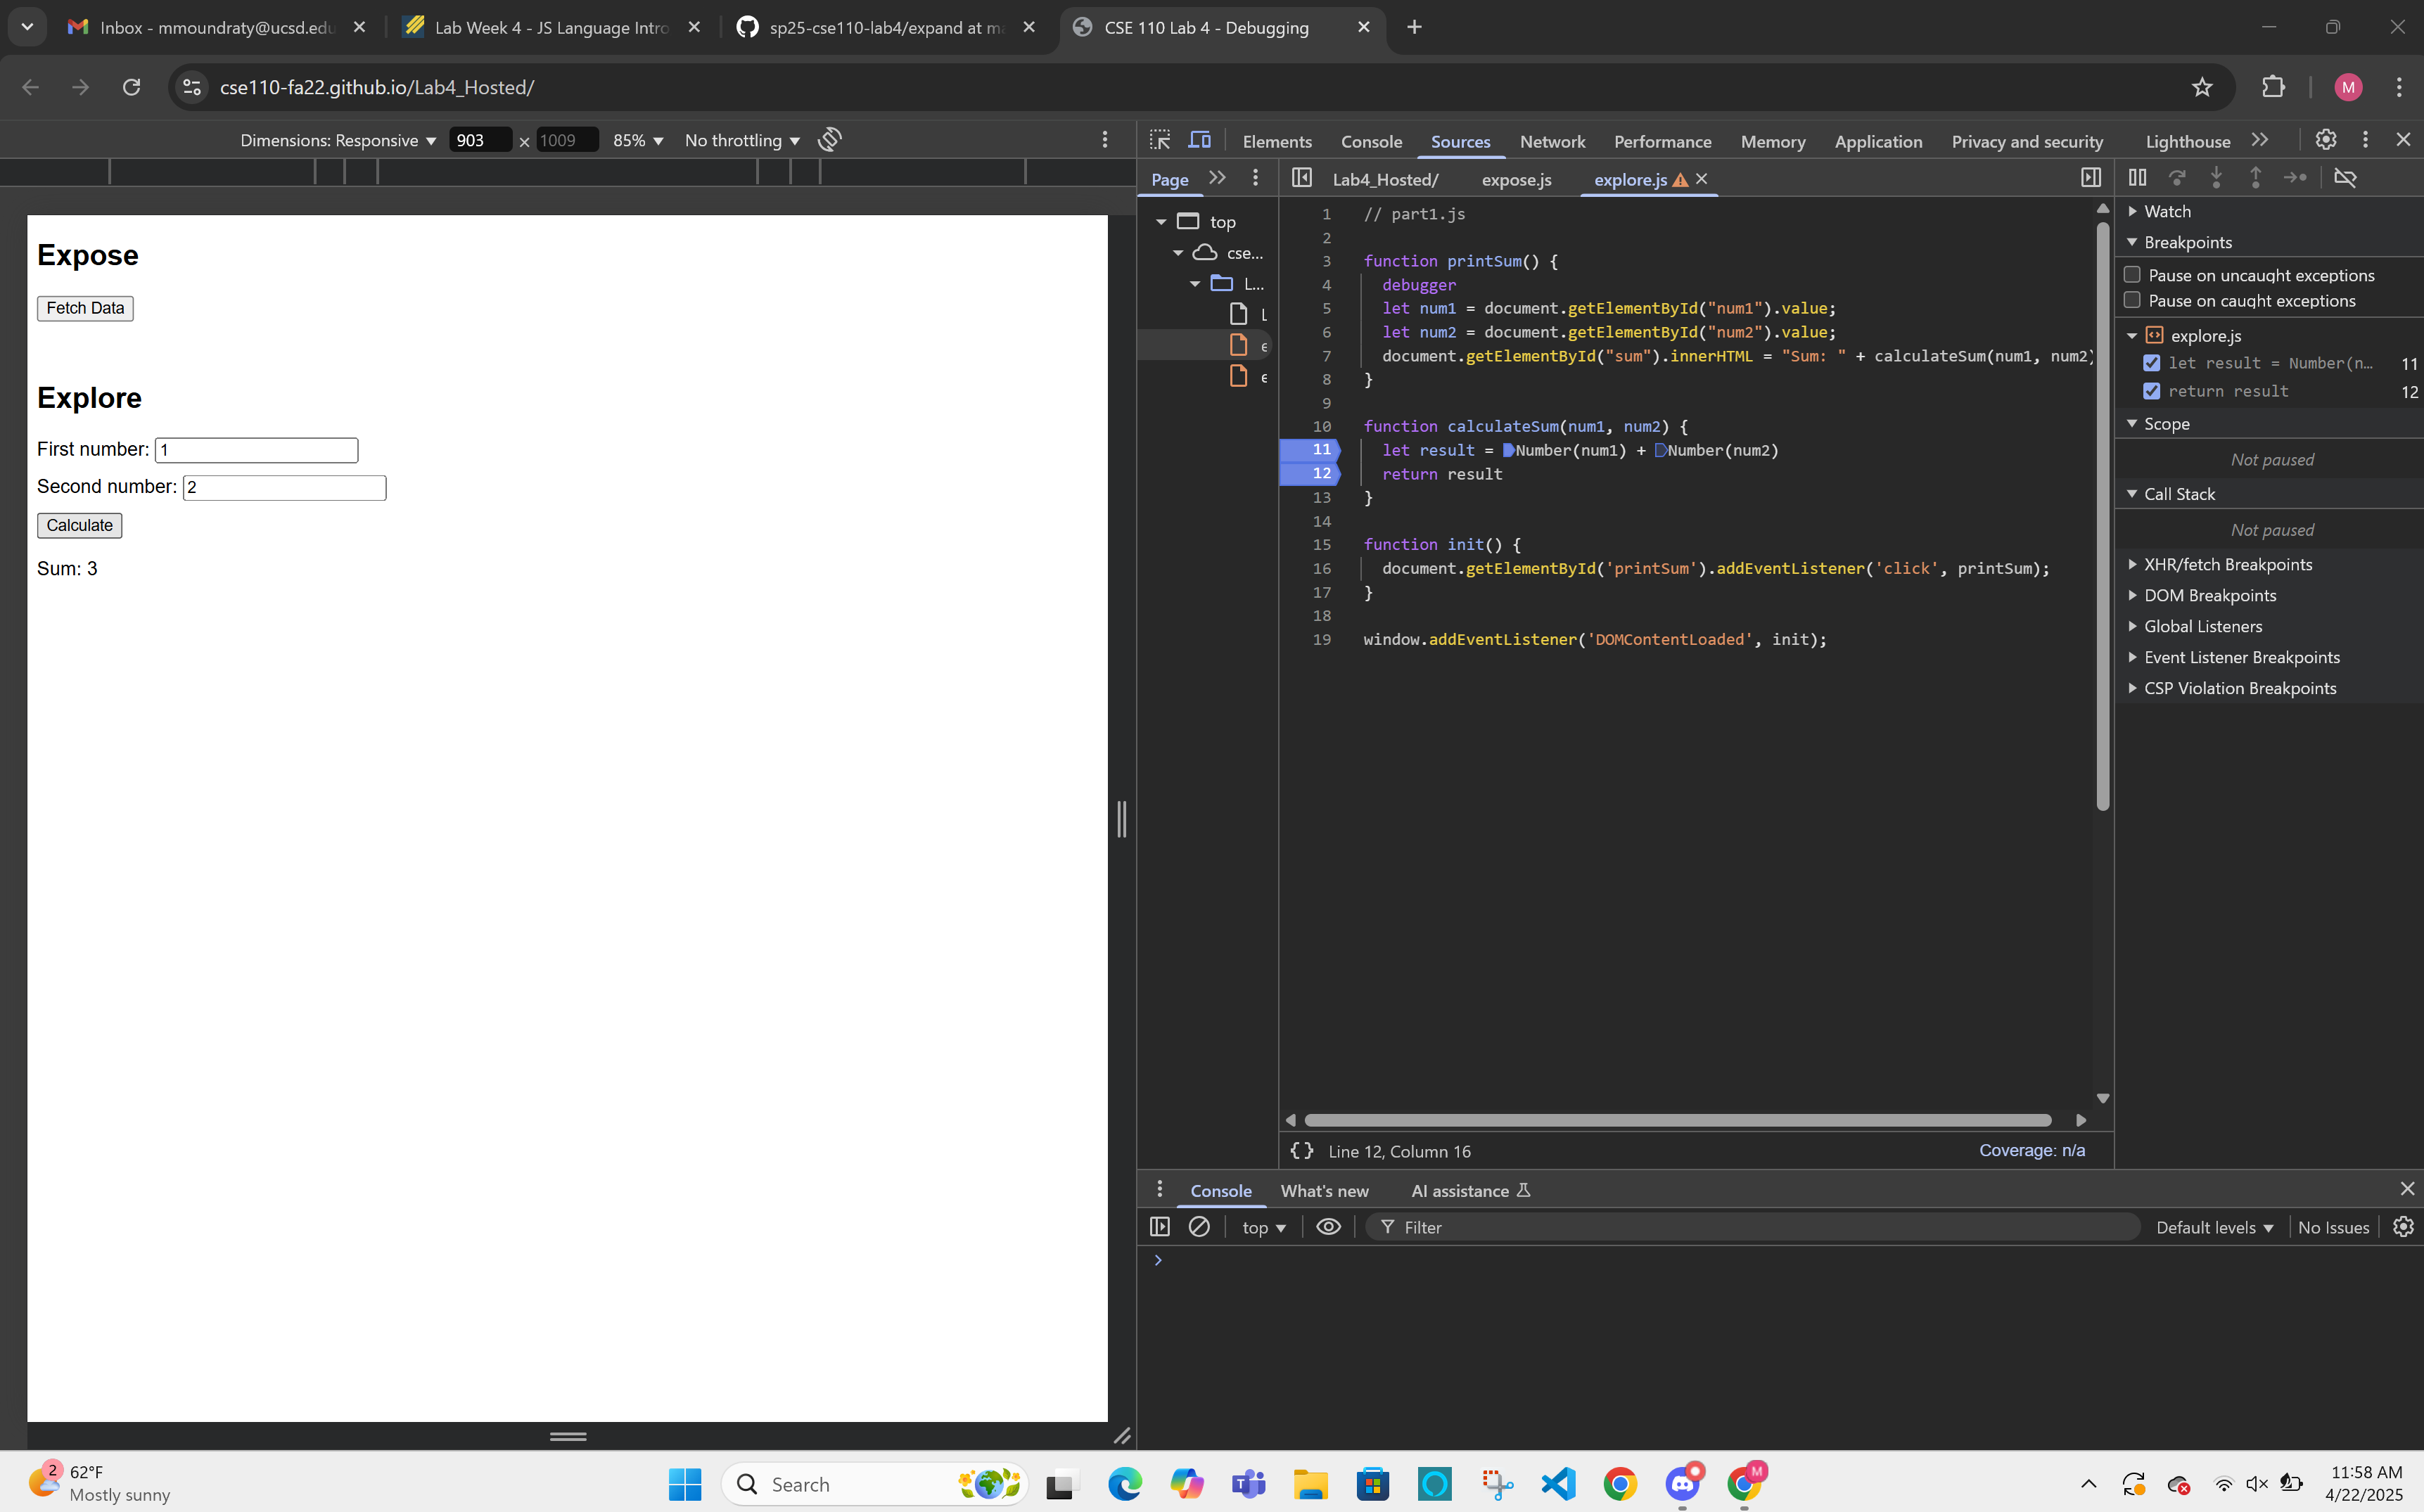 Inbox - mmoundraty@ucsd.edu
Lab Week 4 - JS Language Intro
sp25-cse110-lab4/expand at ma
CSE 110 Lab 4 - Debugging
cse110-fa22.github.io/Lab4_Hosted/
M
Dimensions: Responsive
903 × 1009
85%
No throttling
Elements
Console
Sources
Network
Performance
Memory
Application
Privacy and security
Lighthouse
Page
Lab4_Hosted/
expose.js
explore.js
top
cse...
L...
L
e
e
Expose
Fetch Data
Explore
First number: 1
Second number: 2
Calculate
Sum: 3
1 // part1.js
2
3 function printSum() {
4 debugger
5 let num1 = document.getElementById("num1").value;
6 let num2 = document.getElementById("num2").value;
7 document.getElementById("sum").innerHTML = "Sum: " + calculateSum(num1, num2)
8 }
9
10 function calculateSum(num1, num2) {
11 let result = Number(num1) + Number(num2)
12 return result
13 }
14
15 function init() {
16 document.getElementById('printSum').addEventListener('click', printSum);
17 }
18
19 window.addEventListener('DOMContentLoaded', init);
Watch
Breakpoints
Pause on uncaught exceptions
Pause on caught exceptions
explore.js
let result = Number(n… 11
return result 12
Scope
Not paused
Call Stack
Not paused
XHR/fetch Breakpoints
DOM Breakpoints
Global Listeners
Event Listener Breakpoints
CSP Violation Breakpoints
{} Line 12, Column 16
Coverage: n/a
Console
What's new
AI assistance
top
Filter
Default levels
No Issues
2
62°F
Mostly sunny
Search
M
11:58 AM
4/22/2025